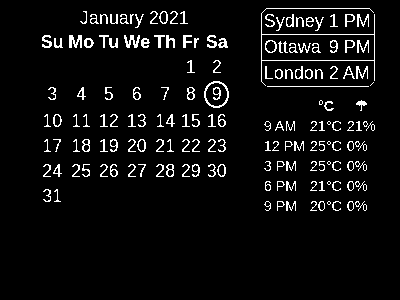 January 2021
Su Mo Tu We Th Fr Sa
1 2
3 4 5 6 7 8 9
10 11 12 13 14 15 16
17 18 19 20 21 22 23
24 25 26 27 28 29 30
31
Sydney 1 PM
Ottawa 9 PM
London 2 AM
°C ☂
9 AM 21°C 21%
12 PM 25°C 0%
3 PM 25°C 0%
6 PM 21°C 0%
9 PM 20°C 0%